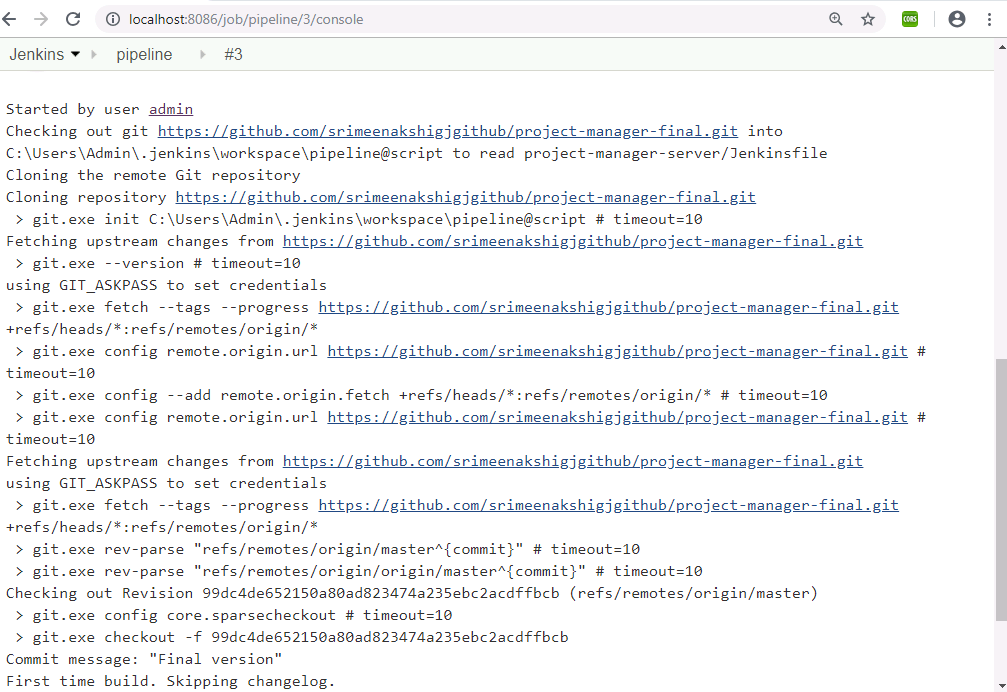 localhost:8086/job/pipeline/3/console
CORS
Jenkins pipeline #3
Started by user admin
Checking out git https://github.com/srimeenakshigjgithub/project-manager-final.git into
C:\Users\Admin\.jenkins\workspace\pipeline@script to read project-manager-server/Jenkinsfile
Cloning the remote Git repository
Cloning repository https://github.com/srimeenakshigjgithub/project-manager-final.git
> git.exe init C:\Users\Admin\.jenkins\workspace\pipeline@script # timeout=10
Fetching upstream changes from https://github.com/srimeenakshigjgithub/project-manager-final.git
> git.exe --version # timeout=10
using GIT_ASKPASS to set credentials
> git.exe fetch --tags --progress https://github.com/srimeenakshigjgithub/project-manager-final.git
+refs/heads/*:refs/remotes/origin/*
> git.exe config remote.origin.url https://github.com/srimeenakshigjgithub/project-manager-final.git #
timeout=10
> git.exe config --add remote.origin.fetch +refs/heads/*:refs/remotes/origin/* # timeout=10
> git.exe config remote.origin.url https://github.com/srimeenakshigjgithub/project-manager-final.git #
timeout=10
Fetching upstream changes from https://github.com/srimeenakshigjgithub/project-manager-final.git
using GIT_ASKPASS to set credentials
> git.exe fetch --tags --progress https://github.com/srimeenakshigjgithub/project-manager-final.git
+refs/heads/*:refs/remotes/origin/*
> git.exe rev-parse "refs/remotes/origin/master^{commit}" # timeout=10
> git.exe rev-parse "refs/remotes/origin/origin/master^{commit}" # timeout=10
Checking out Revision 99dc4de652150a80ad823474a235ebc2acdffbcb (refs/remotes/origin/master)
> git.exe config core.sparsecheckout # timeout=10
> git.exe checkout -f 99dc4de652150a80ad823474a235ebc2acdffbcb
Commit message: "Final version"
First time build. Skipping changelog.